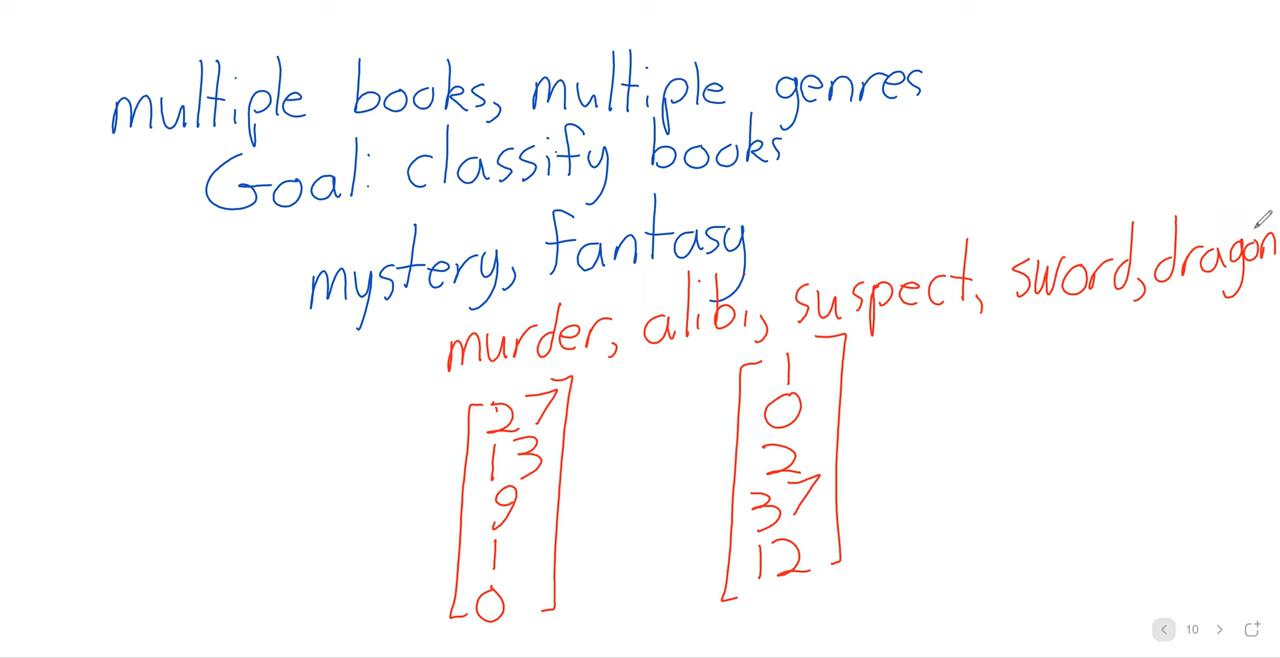 multiple books, multiple genres
Goal: classify books
mystery, fantasy
murder, alibi, suspect, sword, dragon
27
13
9
1
0
1
0
2
37
12
10